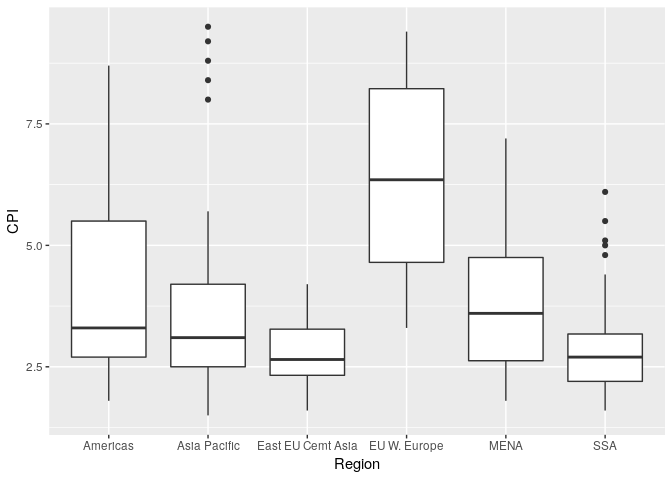 CPI
7.5
5.0
2.5
Americas Asia Pacific East EU Cemt Asia EU W. Europe MENA SSA
Region